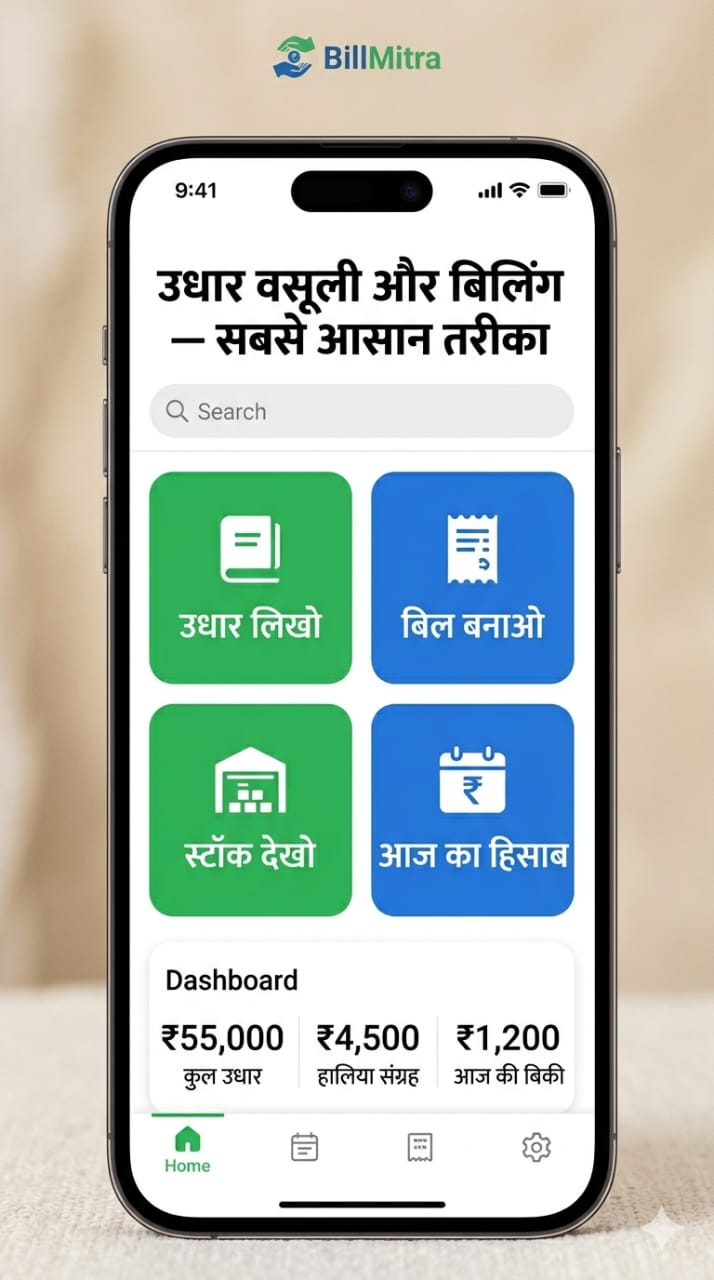 BillMitra
9:41
उधार वसूली और बिलिंग
— सबसे आसान तरीका
Search
उधार लिखो
बिल बनाओ
स्टॉक देखो
आज का हिसाब
₹
Dashboard
₹55,000
₹4,500
₹1,200
कुल उधार
हालिया संग्रह
आज की बिकी
Home